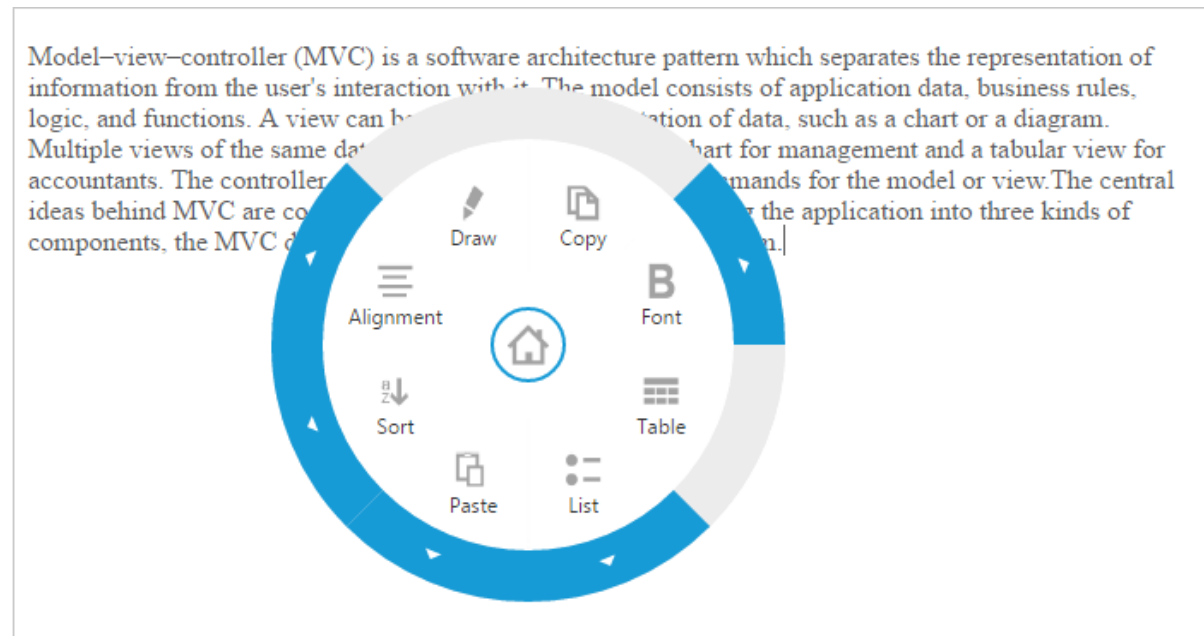 Model–view–controller (MVC) is a software architecture pattern which separates the representation of
information from the user's interaction with it. The model consists of application data, business rules,
logic, and functions. A view can tation of data, such as a chart or a diagram.
Multiple views of the same hart for management and a tabular view for
accountants. The controller mands for the model or view.The central
ideas behind MVC are the application into three kinds of
components, the MVC
Draw
Copy
Alignment
B
Font
a
z
Sort
Table
Paste
List